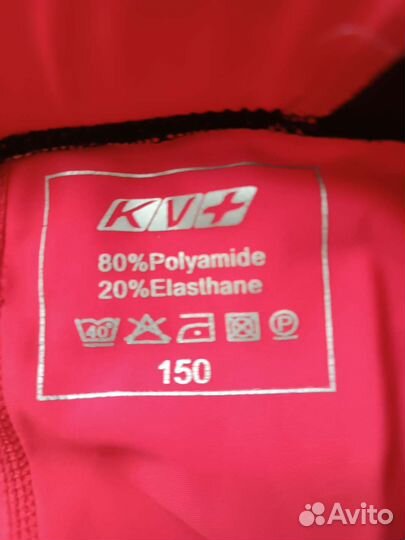 KV+
80%Polyamide
20%Elasthane
40° P
150
Avito